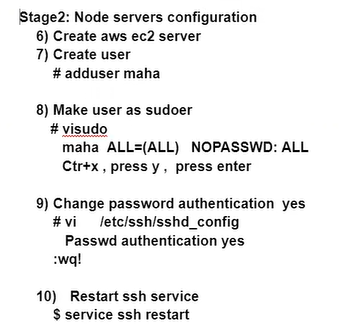 Stage2: Node servers configuration
6) Create aws ec2 server
7) Create user
# adduser maha
8) Make user as sudoer
# visudo
maha ALL=(ALL) NOPASSWD: ALL
Ctr+x , press y , press enter
9) Change password authentication yes
# vi /etc/ssh/sshd_config
Passwd authentication yes
:wq!
10) Restart ssh service
$ service ssh restart